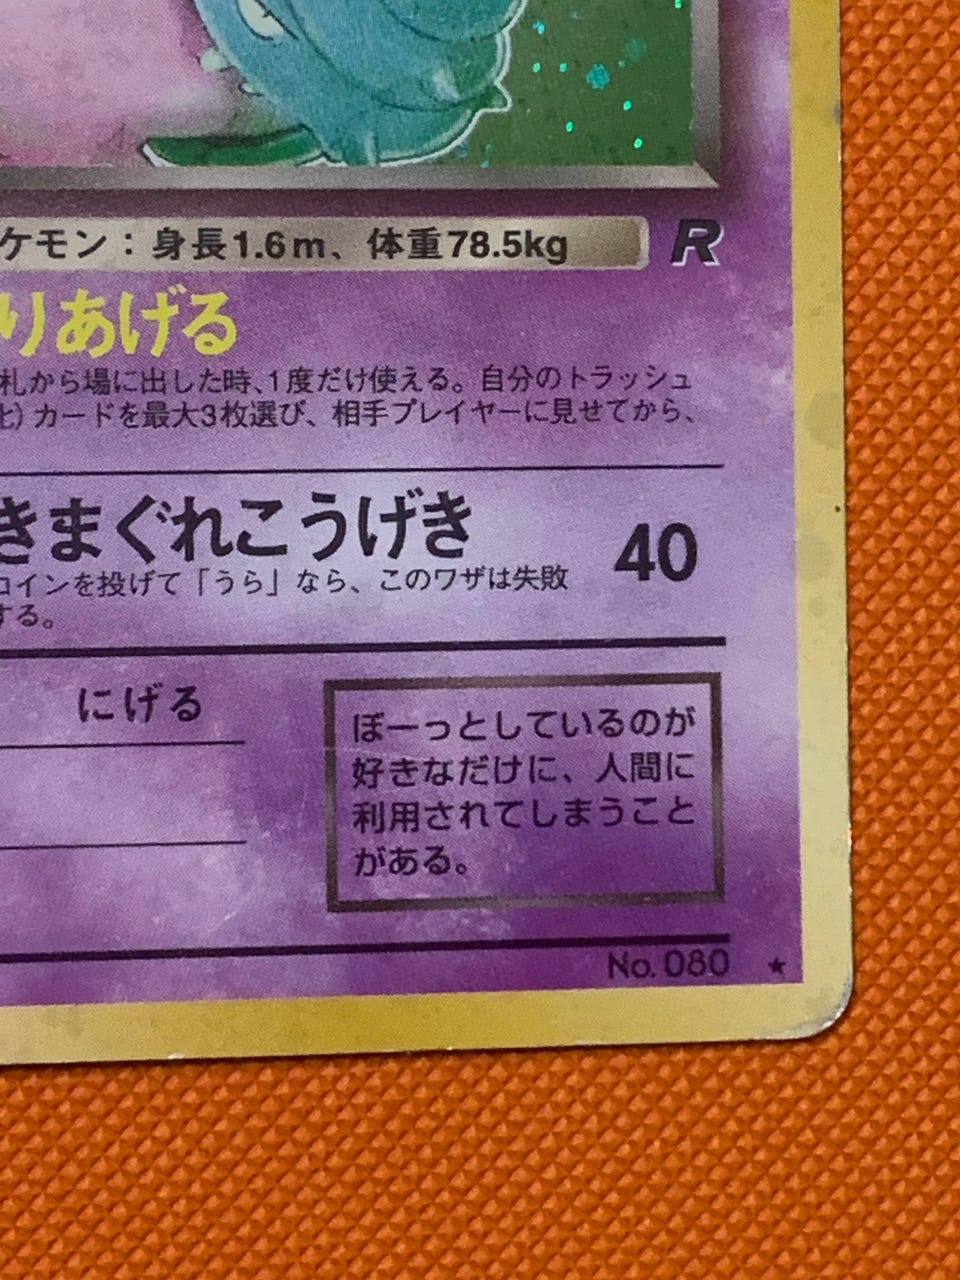 ケモン：身長1.6m、体重78.5kg R
りあげる
札から場に出した時、1度だけ使える。自分のトラッシュ
化）カードを最大3枚選び、相手プレイヤーに見せてから、
きまぐれこうげき 40
コインを投げて「うら」なら、このワザは失敗
する。
にげる
ぼーっとしているのが
好きなだけに、人間に
利用されてしまうこと
がある。
No. 080 ★